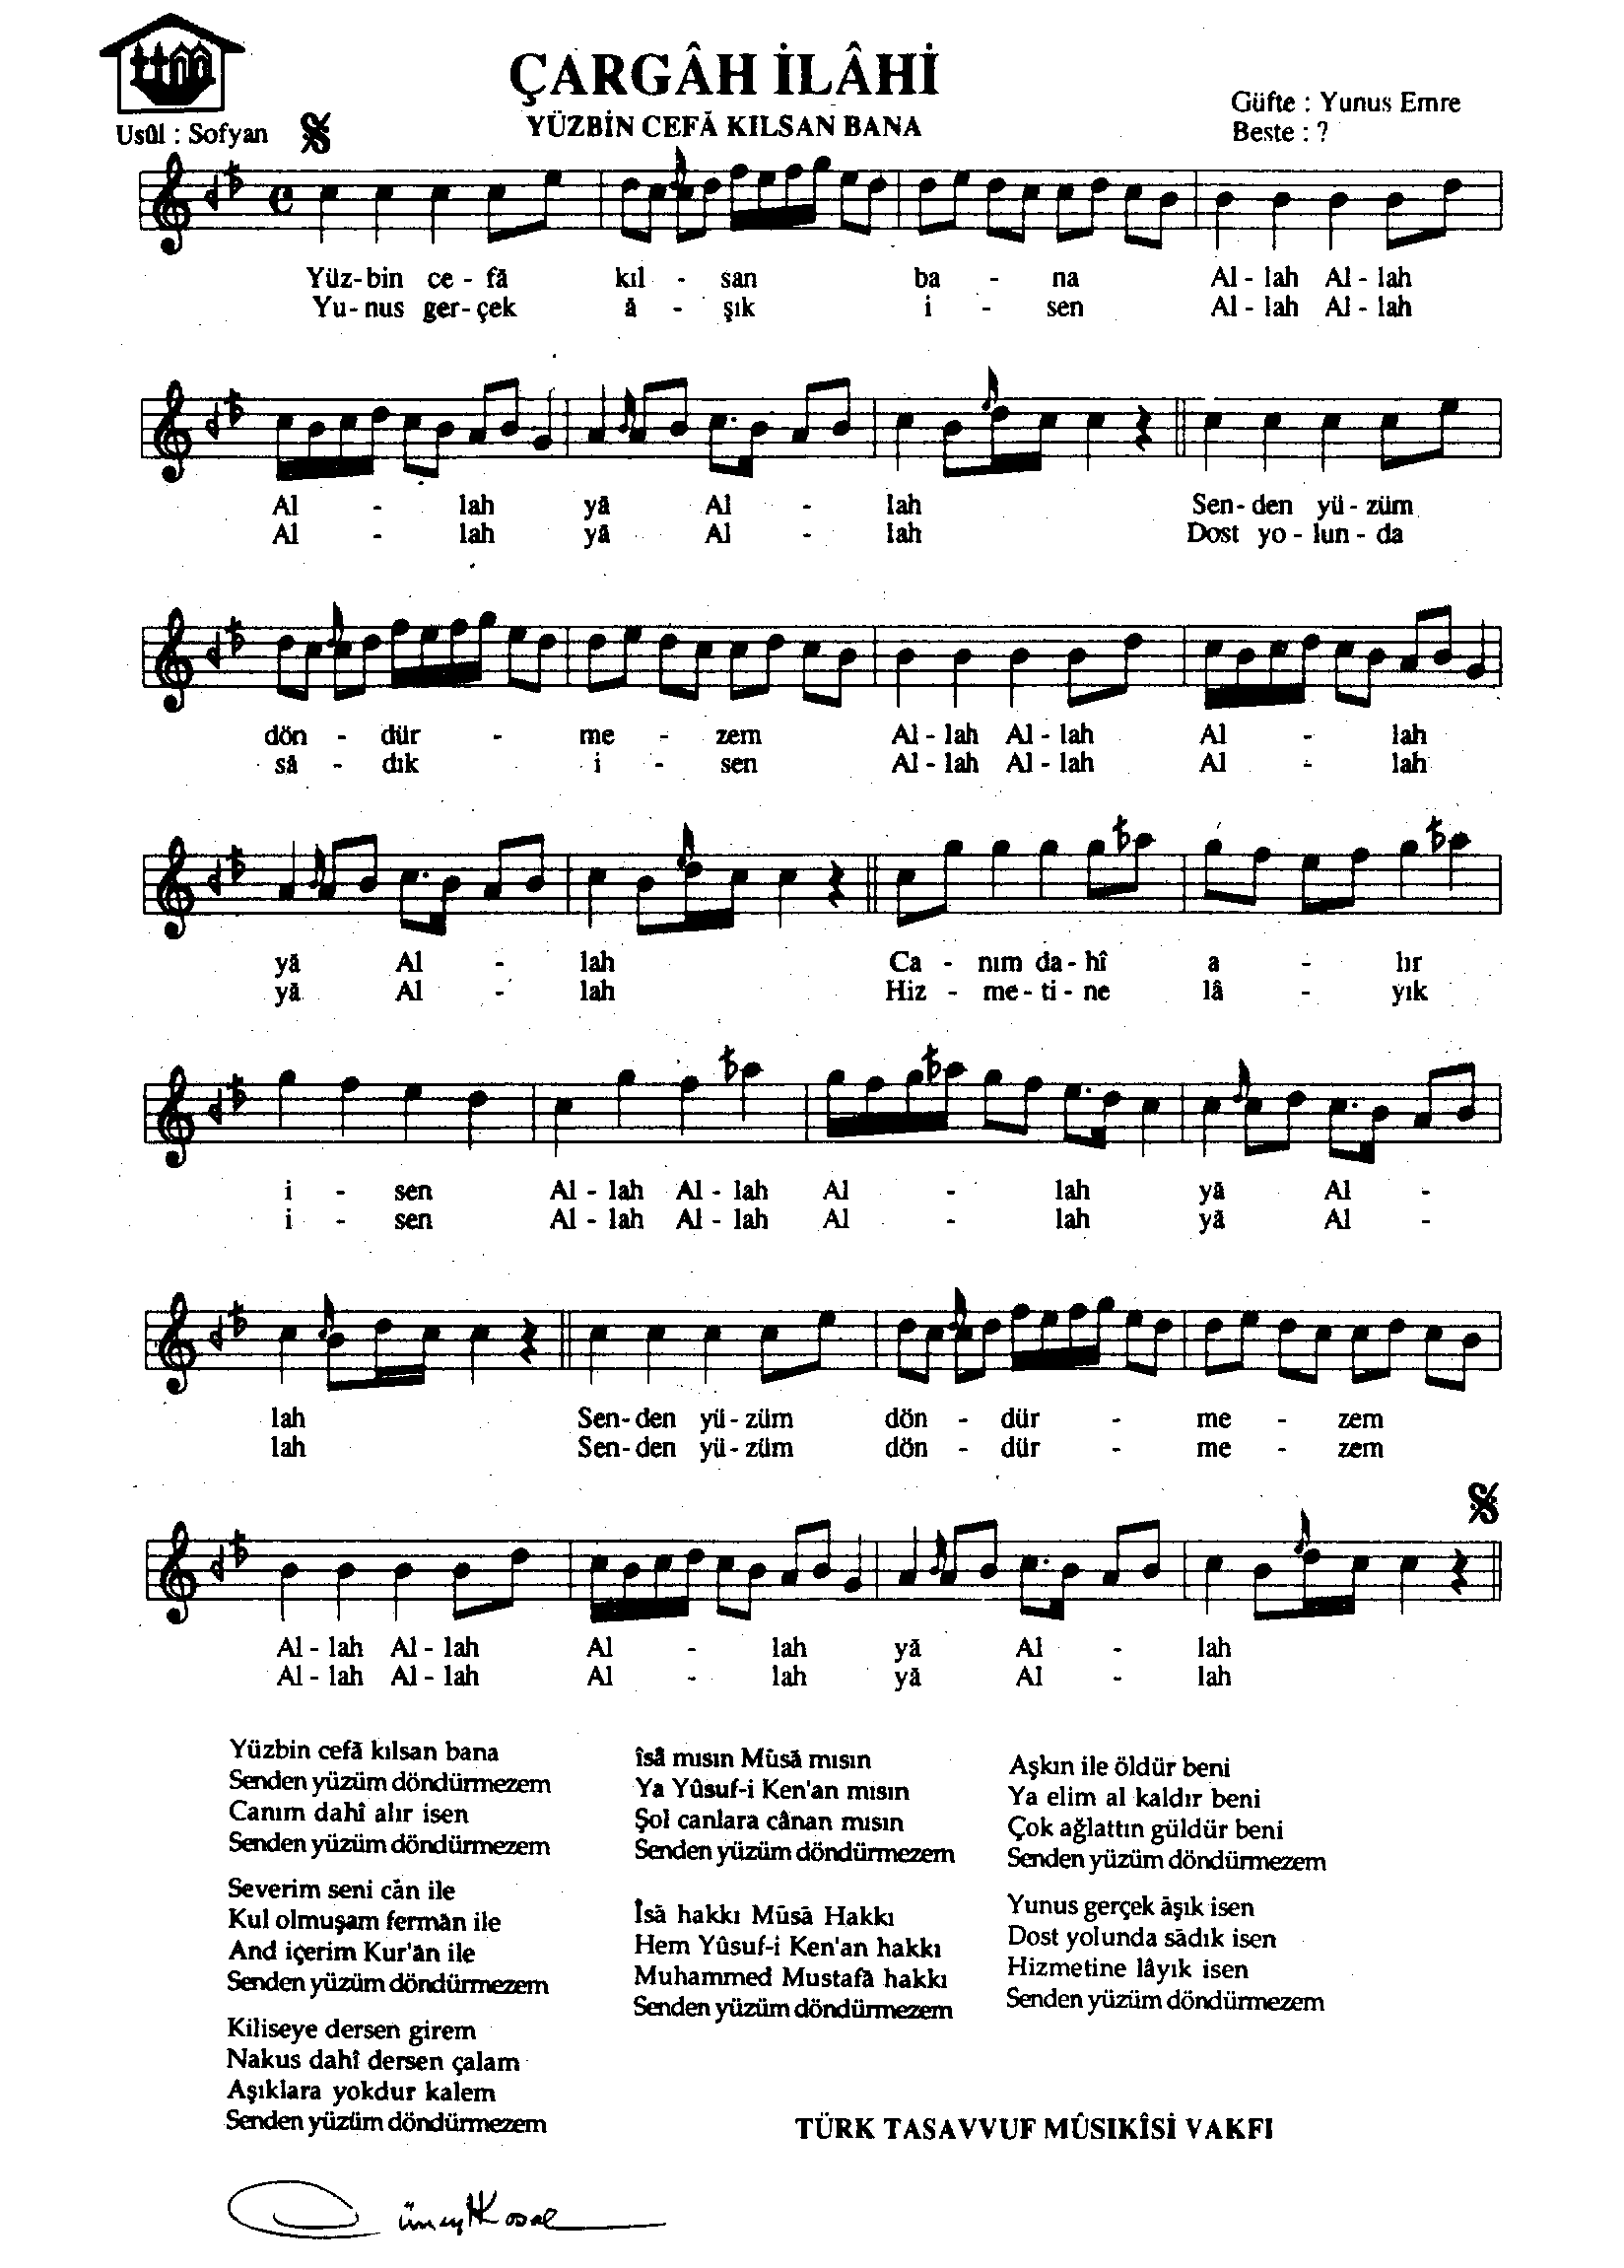 ÇARGÂH İLÂHİ
YÜZBİN CEFĀ KILSAN BANA
Güfte : Yunus Emre
Beste : ?
Usûl : Sofyan
Yüz-bin ce - fā kıl - san ba - na Al - lah Al - lah
Yu - nus ger-çek ā - şık i - sen Al - lah Al - lah
Al - lah yā Al - lah Sen-den yü - züm
Al - lah yā Al - lah Dost yo - lun - da
dön - dür - me - zem Al - lah Al - lah Al - lah
sā - dık i - sen Al - lah Al - lah Al - lah
yā Al - lah Ca - nım da-hî a - lır
yā Al - lah Hiz - me - ti - ne lâ - yık
i - sen Al - lah Al - lah Al - lah yā Al -
i - sen Al - lah Al - lah Al - lah yā Al -
lah Sen-den yü-züm dön - dür - me - zem
lah Sen-den yü-züm dön - dür - me - zem
Al - lah Al - lah Al - lah yā Al - lah
Al - lah Al - lah Al - lah yā Al - lah
Yüzbin cefā kılsan bana
Senden yüzüm döndürmezem
Canım dahî alır isen
Senden yüzüm döndürmezem
Severim seni cān ile
Kul olmuşam fermān ile
And içerim Kur'ān ile
Senden yüzüm döndürmezem
Kiliseye dersen girem
Nakus dahî dersen çalam
Aşıklara yokdur kalem
Senden yüzüm döndürmezem
îsā mısın Mûsā mısın
Ya Yûsuf-i Ken'an mısın
Şol canlara cânan mısın
Senden yüzüm döndürmezem
Îsā hakkı Mûsā Hakkı
Hem Yûsuf-i Ken'an hakkı
Muhammed Mustafā hakkı
Senden yüzüm döndürmezem
Aşkın ile öldür beni
Ya elim al kaldır beni
Çok ağlattın güldür beni
Senden yüzüm döndürmezem
Yunus gerçek āşık isen
Dost yolunda sādık isen
Hizmetine lâyık isen
Senden yüzüm döndürmezem
TÜRK TASAVVUF MÛSIKÎSİ VAKFI